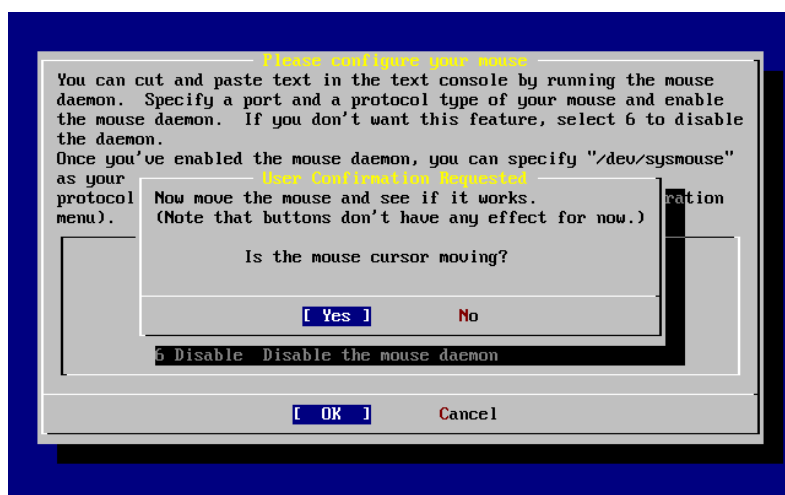 Please configure your mouse
You can cut and paste text in the text console by running the mouse
daemon.  Specify a port and a protocol type of your mouse and enable
the mouse daemon.  If you don't want this feature, select 6 to disable
the daemon.
Once you've enabled the mouse daemon, you can specify "/dev/sysmouse"
as your
protocol ration
menu).
User Confirmation Requested
Now move the mouse and see if it works.
(Note that buttons don't have any effect for now.)
Is the mouse cursor moving?
[ Yes ] No
6 Disable  Disable the mouse daemon
[ OK ] Cancel